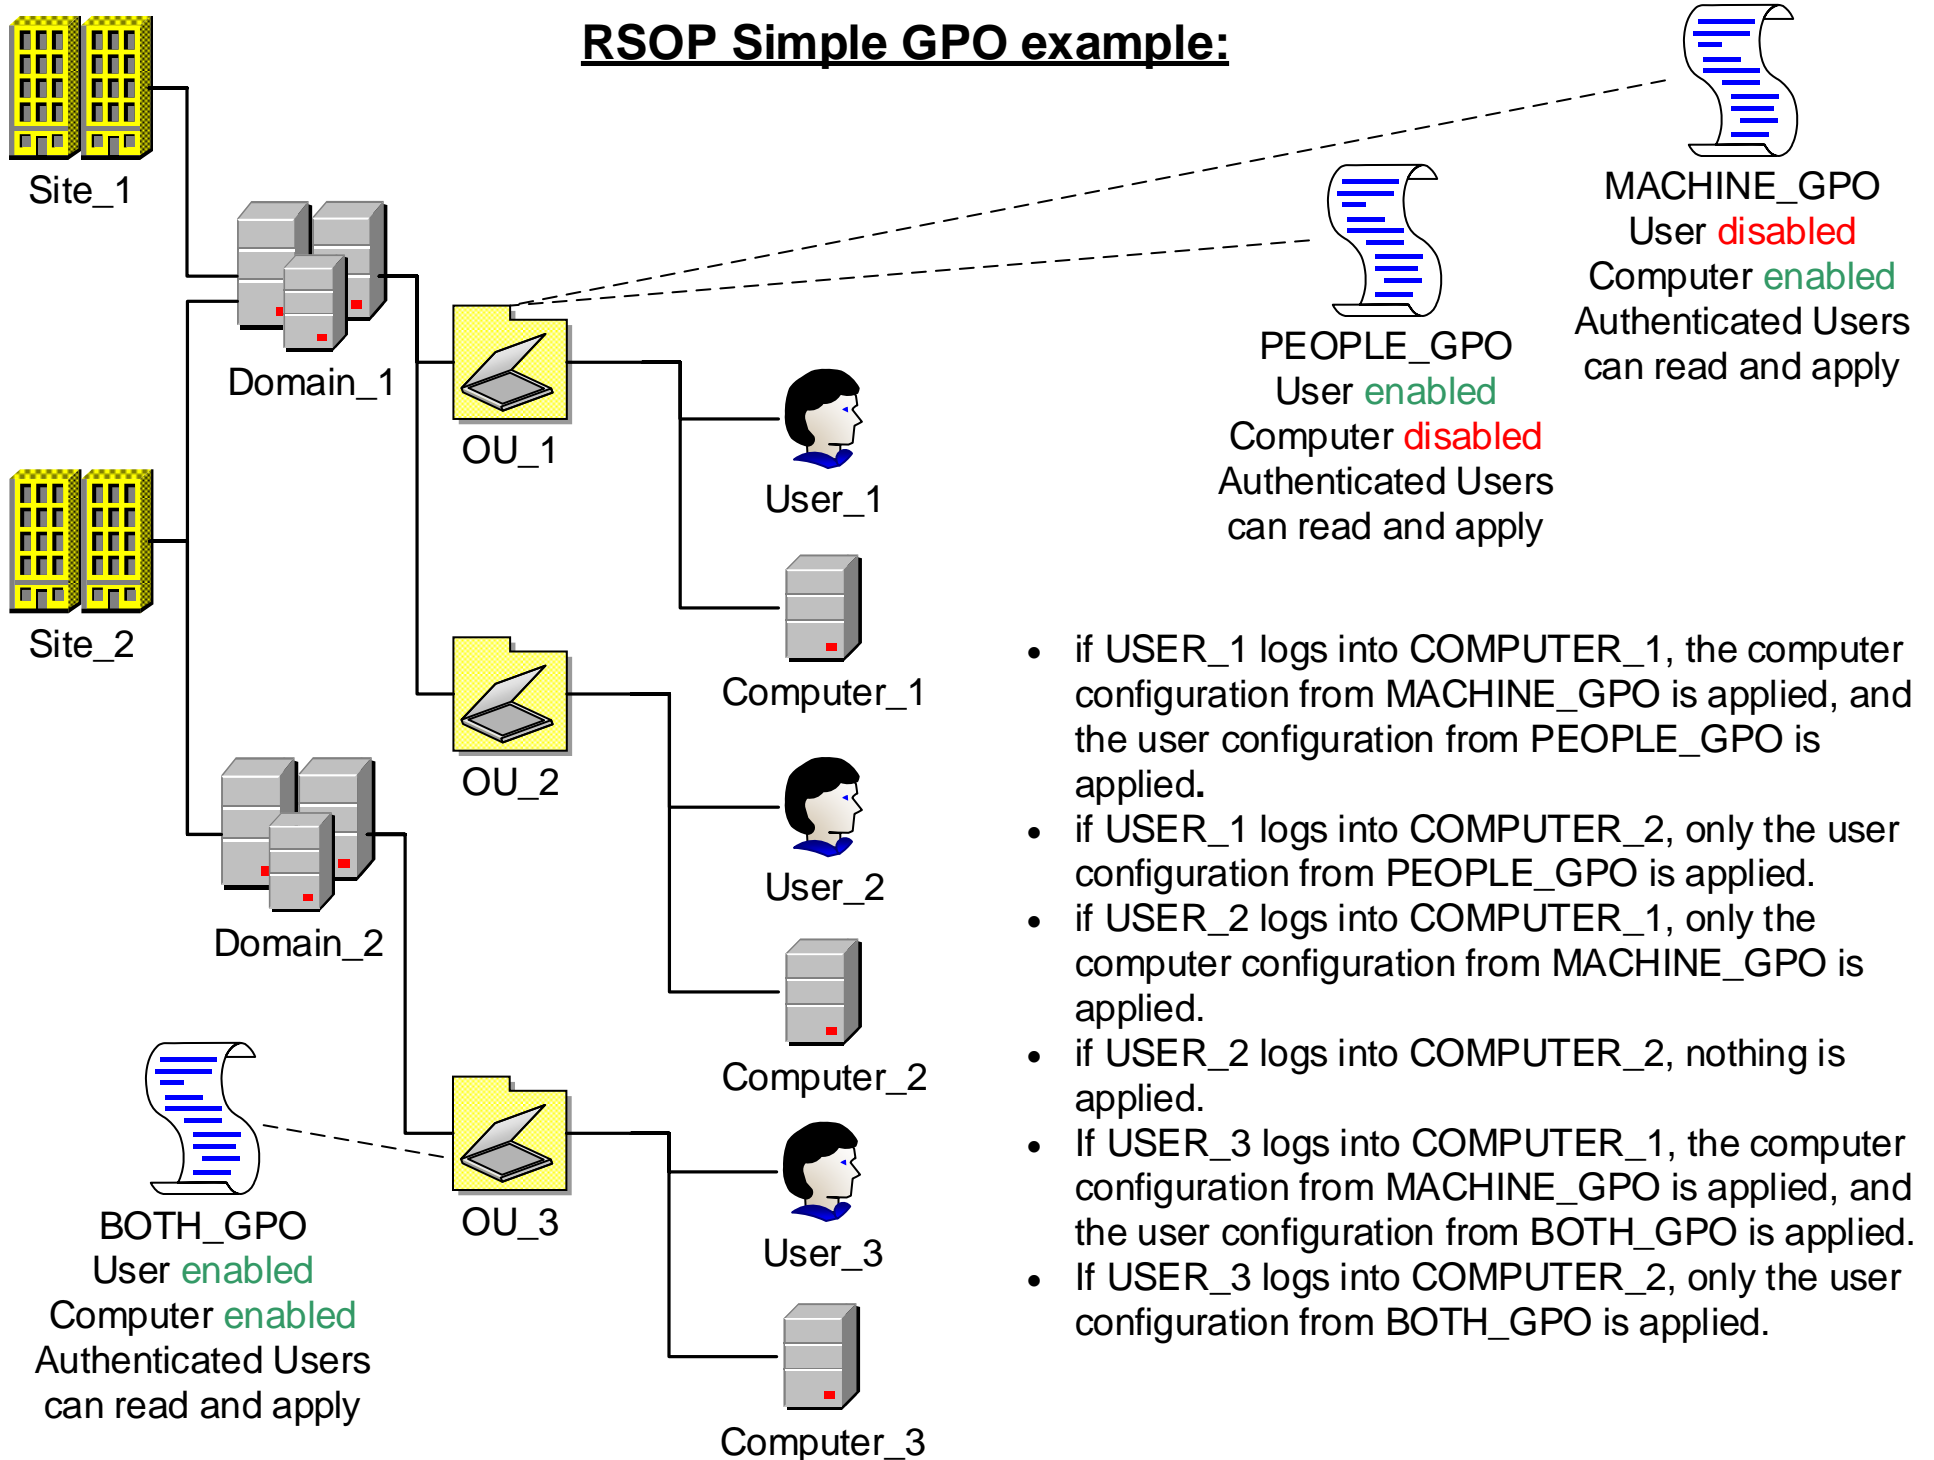 RSOP Simple GPO example:
Site_1
Domain_1
OU_1
User_1
Computer_1
MACHINE_GPO
User disabled
Computer enabled
Authenticated Users
can read and apply
PEOPLE_GPO
User enabled
Computer disabled
Authenticated Users
can read and apply
Site_2
OU_2
User_2
Domain_2
Computer_2
BOTH_GPO
User enabled
Computer enabled
Authenticated Users
can read and apply
OU_3
User_3
Computer_3
• if USER_1 logs into COMPUTER_1, the computer
configuration from MACHINE_GPO is applied, and
the user configuration from PEOPLE_GPO is
applied.
• if USER_1 logs into COMPUTER_2, only the user
configuration from PEOPLE_GPO is applied.
• if USER_2 logs into COMPUTER_1, only the
computer configuration from MACHINE_GPO is
applied.
• if USER_2 logs into COMPUTER_2, nothing is
applied.
• If USER_3 logs into COMPUTER_1, the computer
configuration from MACHINE_GPO is applied, and
the user configuration from BOTH_GPO is applied.
• If USER_3 logs into COMPUTER_2, only the user
configuration from BOTH_GPO is applied.